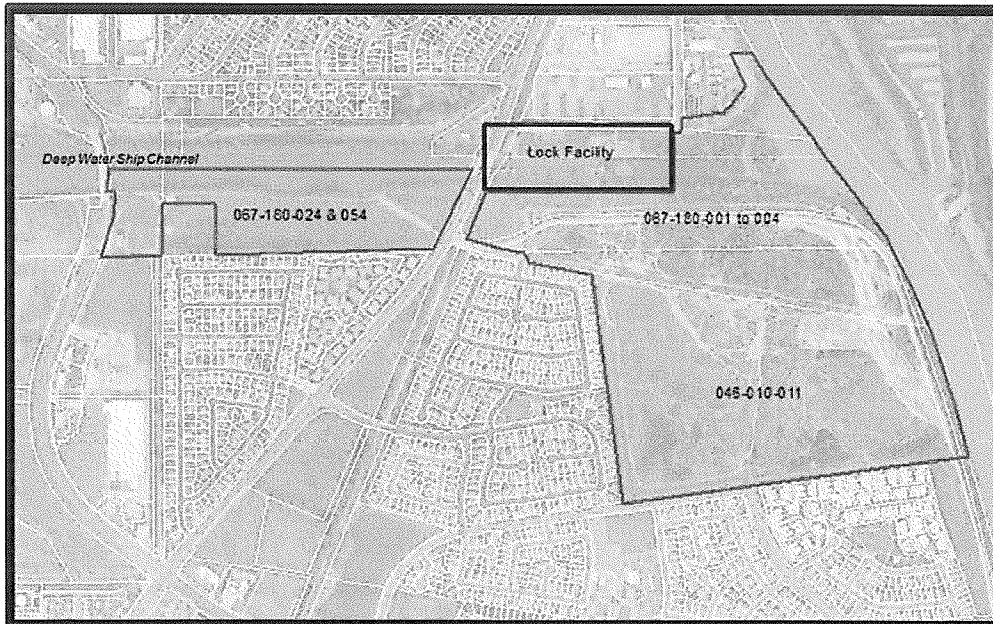 Lock Facility
Deep Water Ship Channel
067-180-024 & 054
067-180-001 to 004
046-010-011